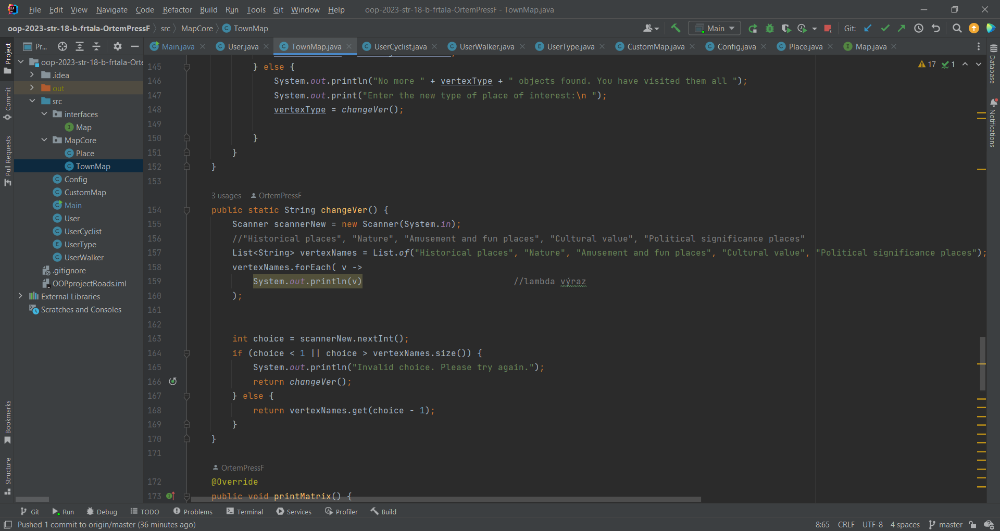 File Edit View Navigate Code Refactor Build Run Tools Git Window Help oop-2023-str-18-b-frtala-OrtemPressF - TownMap.java
oop-2023-str-18-b-frtala-OrtemPressF src MapCore TownMap Main Git:
Pr... Main.java User.java TownMap.java UserCyclist.java UserWalker.java UserType.java CustomMap.java Config.java Place.java Map.java
Project
Commit
Pull Requests
Bookmarks
Structure
oop-2023-str-18-b-frtala-Orte
.idea
out
src
interfaces
Map
MapCore
Place
TownMap
Config
CustomMap
Main
User
UserCyclist
UserType
UserWalker
.gitignore
OOPprojectRoads.iml
External Libraries
Scratches and Consoles
17 1
145 } else {
146 System.out.println("No more " + vertexType + " objects found. You have visited them all ");
147 System.out.print("Enter the new type of place of interest:\n ");
148 vertexType = changeVer();
149
150 }
151 }
152 }
153
3 usages OrtemPressF
154 public static String changeVer() {
155 Scanner scannerNew = new Scanner(System.in);
156 //"Historical places", "Nature", "Amusement and fun places", "Cultural value", "Political significance places"
157 List<String> vertexNames = List.of("Historical places", "Nature", "Amusement and fun places", "Cultural value", "Political significance places");
158 vertexNames.forEach( v ->
159 System.out.println(v) //lambda výraz
160 );
161
162
163 int choice = scannerNew.nextInt();
164 if (choice < 1 || choice > vertexNames.size()) {
165 System.out.println("Invalid choice. Please try again.");
166 return changeVer();
167 } else {
168 return vertexNames.get(choice - 1);
169 }
170 }
171
OrtemPressF
172 @Override
173 public void printMatrix() {
Database
Notifications
Git Run Debug TODO Problems Terminal Services Profiler Build
Pushed 1 commit to origin/master (36 minutes ago) 8:65 CRLF UTF-8 4 spaces master